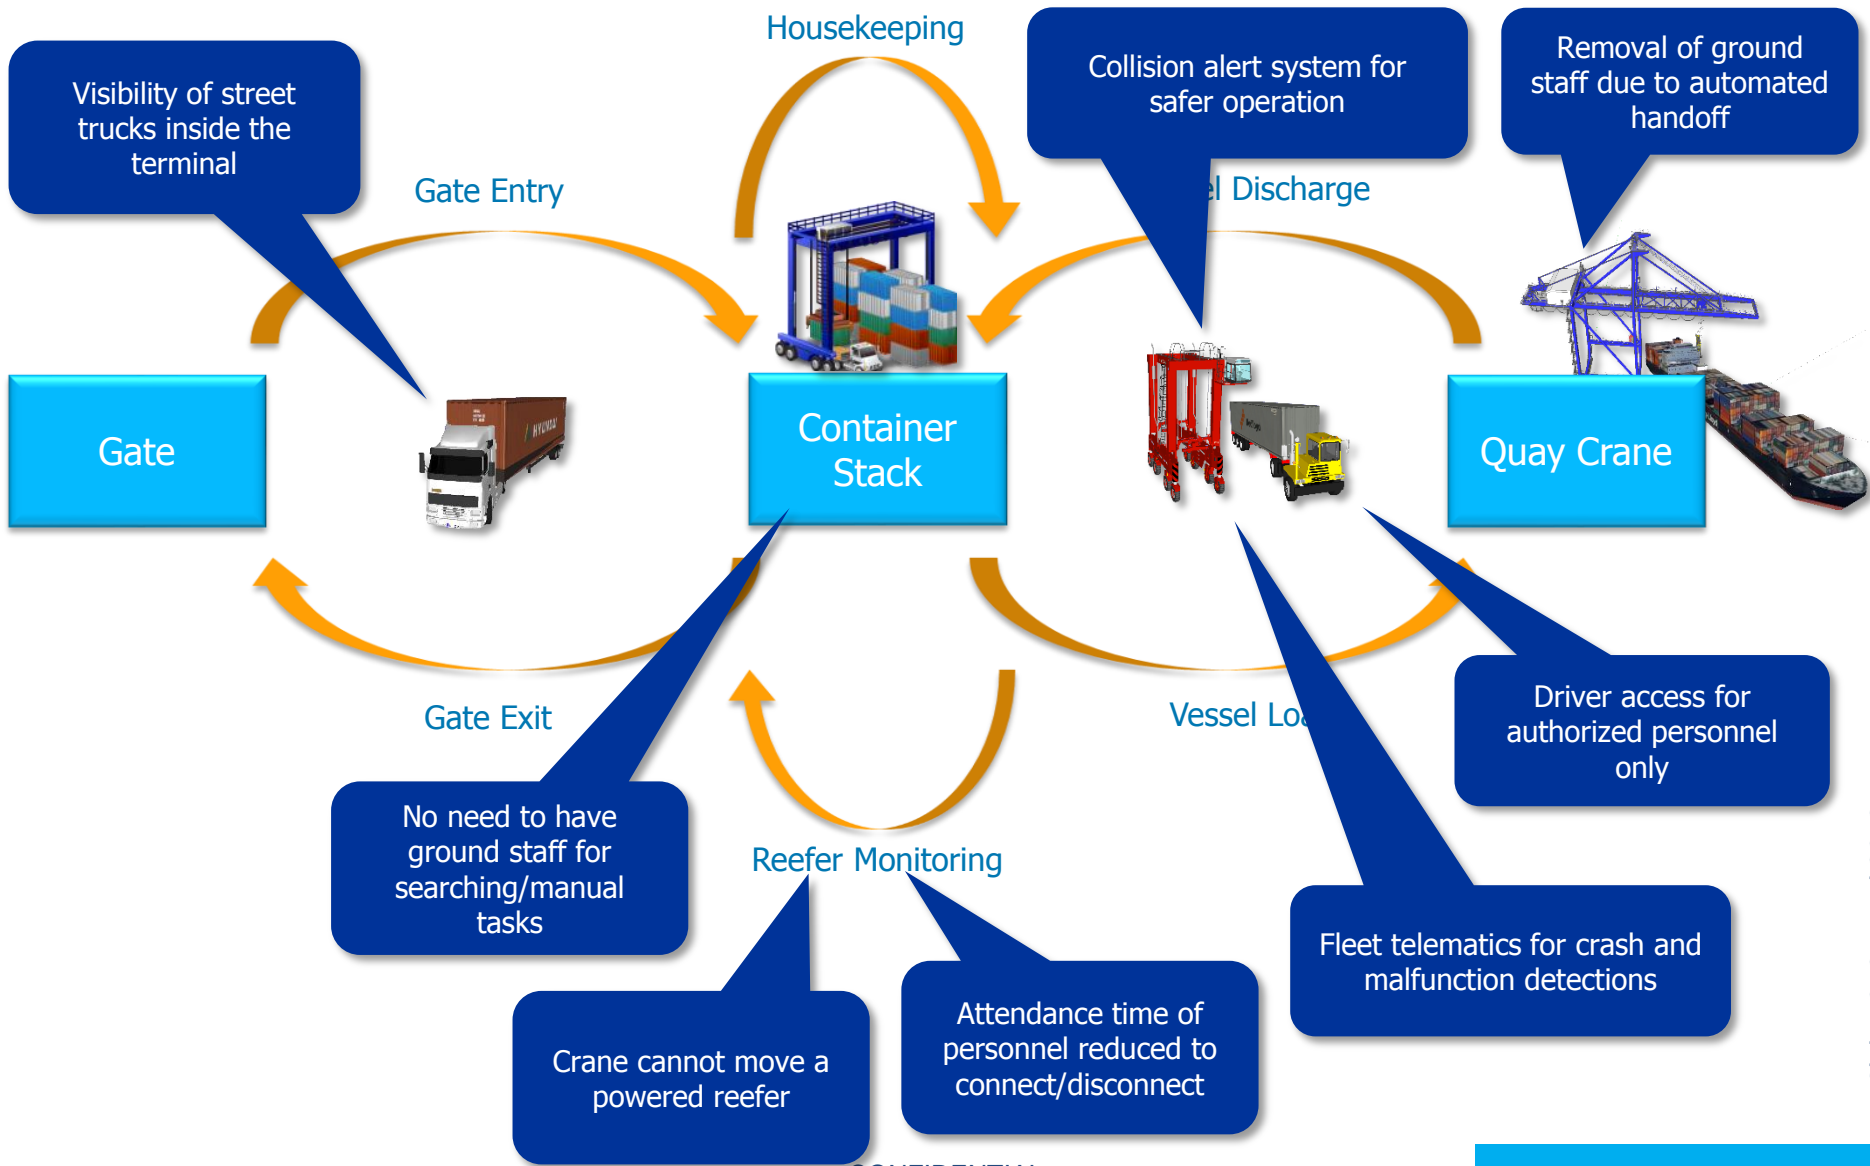 Housekeeping
Visibility of street
trucks inside the
terminal
Collision alert system for
safer operation
Removal of ground
staff due to automated
handoff
Gate Entry
el Discharge
HYUNDAI
Gate
Container
Stack
Quay Crane
Gate Exit
Vessel Loa
Driver access for
authorized personnel
only
No need to have
ground staff for
searching/manual
tasks
Reefer Monitoring
Fleet telematics for crash and
malfunction detections
Crane cannot move a
powered reefer
Attendance time of
personnel reduced to
connect/disconnect